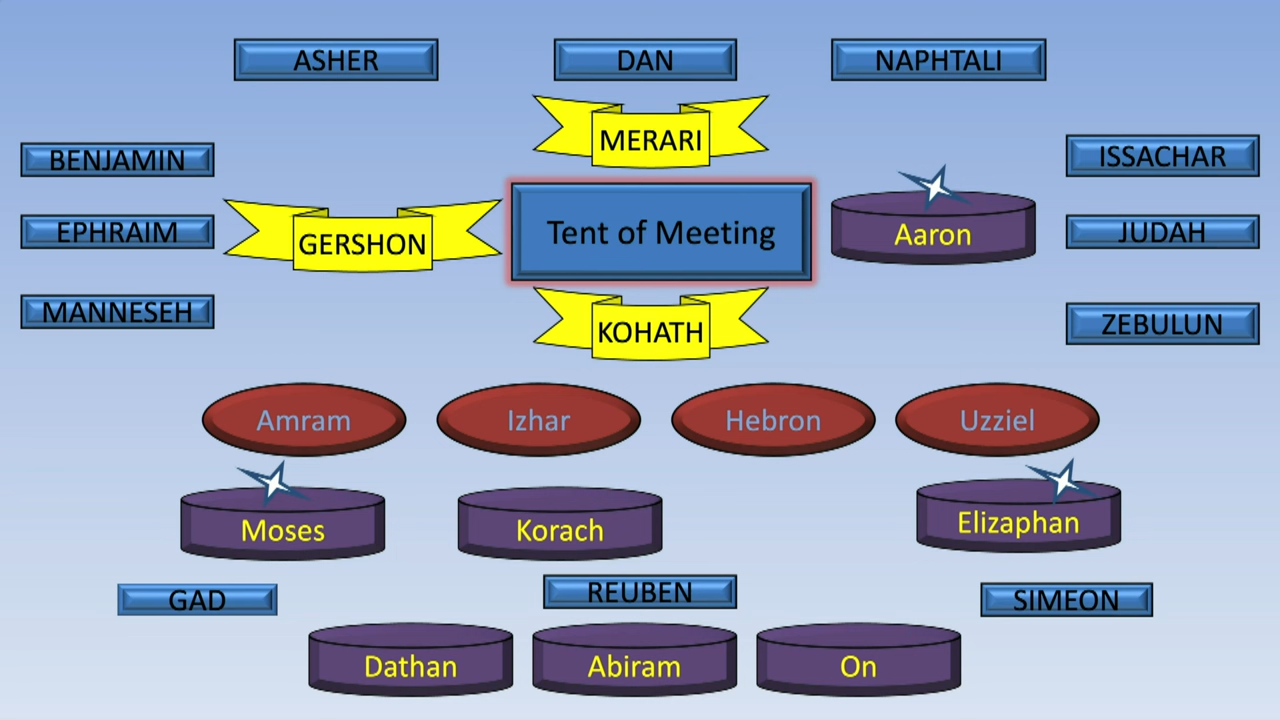 ASHER
DAN
NAPHTALI
MERARI
BENJAMIN
ISSACHAR
EPHRAIM
GERSHON
Tent of Meeting
Aaron
JUDAH
MANNESEH
KOHATH
ZEBULUN
Amram
Izhar
Hebron
Uzziel
Moses
Korach
Elizaphan
GAD
REUBEN
SIMEON
Dathan
Abiram
On